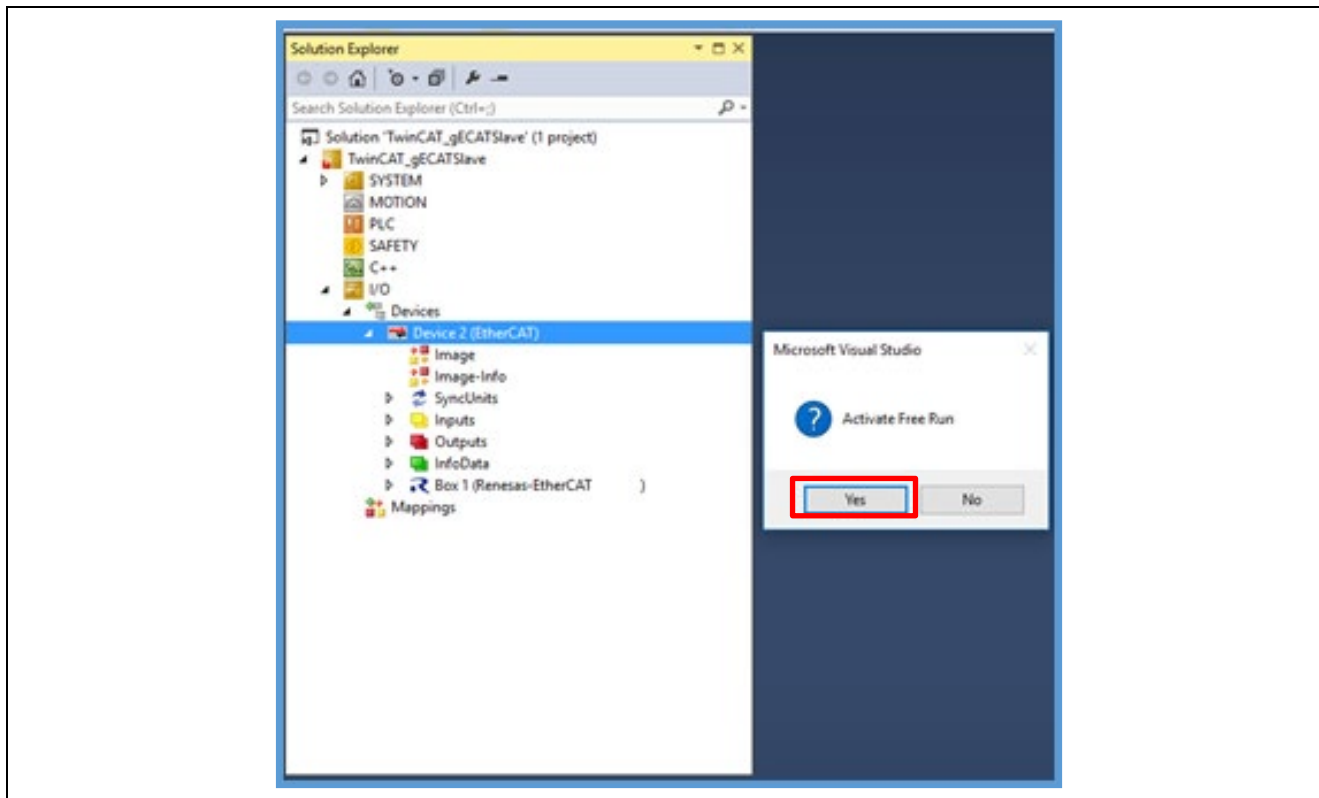 Solution Explorer
Search Solution Explorer (Ctrl+;)
Solution 'TwinCAT_gECATSlave' (1 project)
TwinCAT_gECATSlave
SYSTEM
MOTION
PLC
SAFETY
C++
I/O
Devices
Device 2 (EtherCAT)
Image
Image-Info
SyncUnits
Inputs
Outputs
InfoData
Box 1 (Renesas-EtherCAT )
Mappings
Microsoft Visual Studio
Activate Free Run
Yes No